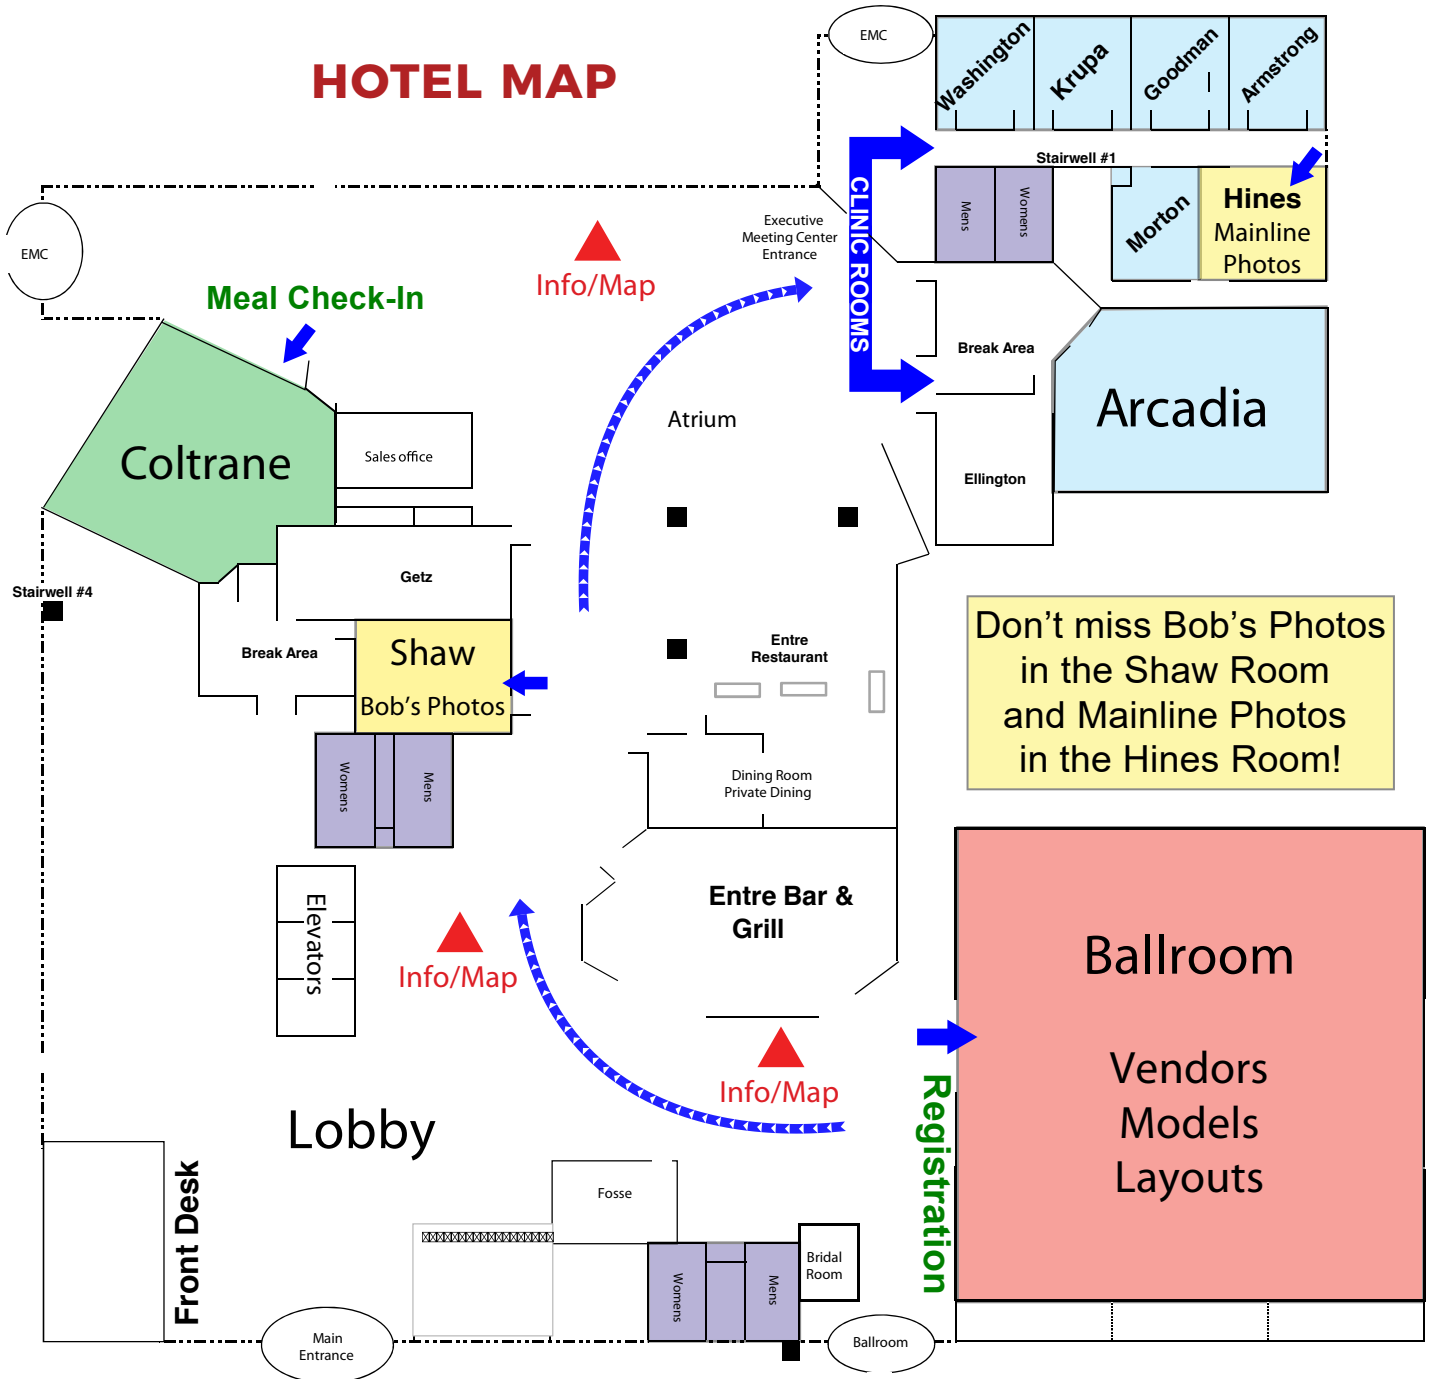 EMC
HOTEL MAP
Washington
Krupa
Goodman
Armstrong
Stairwell #1
CLINIC ROOMS
Mens
Womens
Morton
Hines
Mainline
Photos
Executive
Meeting Center
Entrance
EMC
Info/Map
Meal Check-In
Break Area
Arcadia
Atrium
Coltrane
Sales office
Ellington
Getz
Stairwell #4
Break Area
Shaw
Bob's Photos
Entre
Restaurant
Don't miss Bob's Photos
in the Shaw Room
and Mainline Photos
in the Hines Room!
Womens
Mens
Dining Room
Private Dining
Elevators
Entre Bar &
Grill
Info/Map
Ballroom
Vendors
Models
Layouts
Info/Map
Registration
Lobby
Front Desk
Fosse
Womens
Mens
Bridal
Room
Main
Entrance
Ballroom